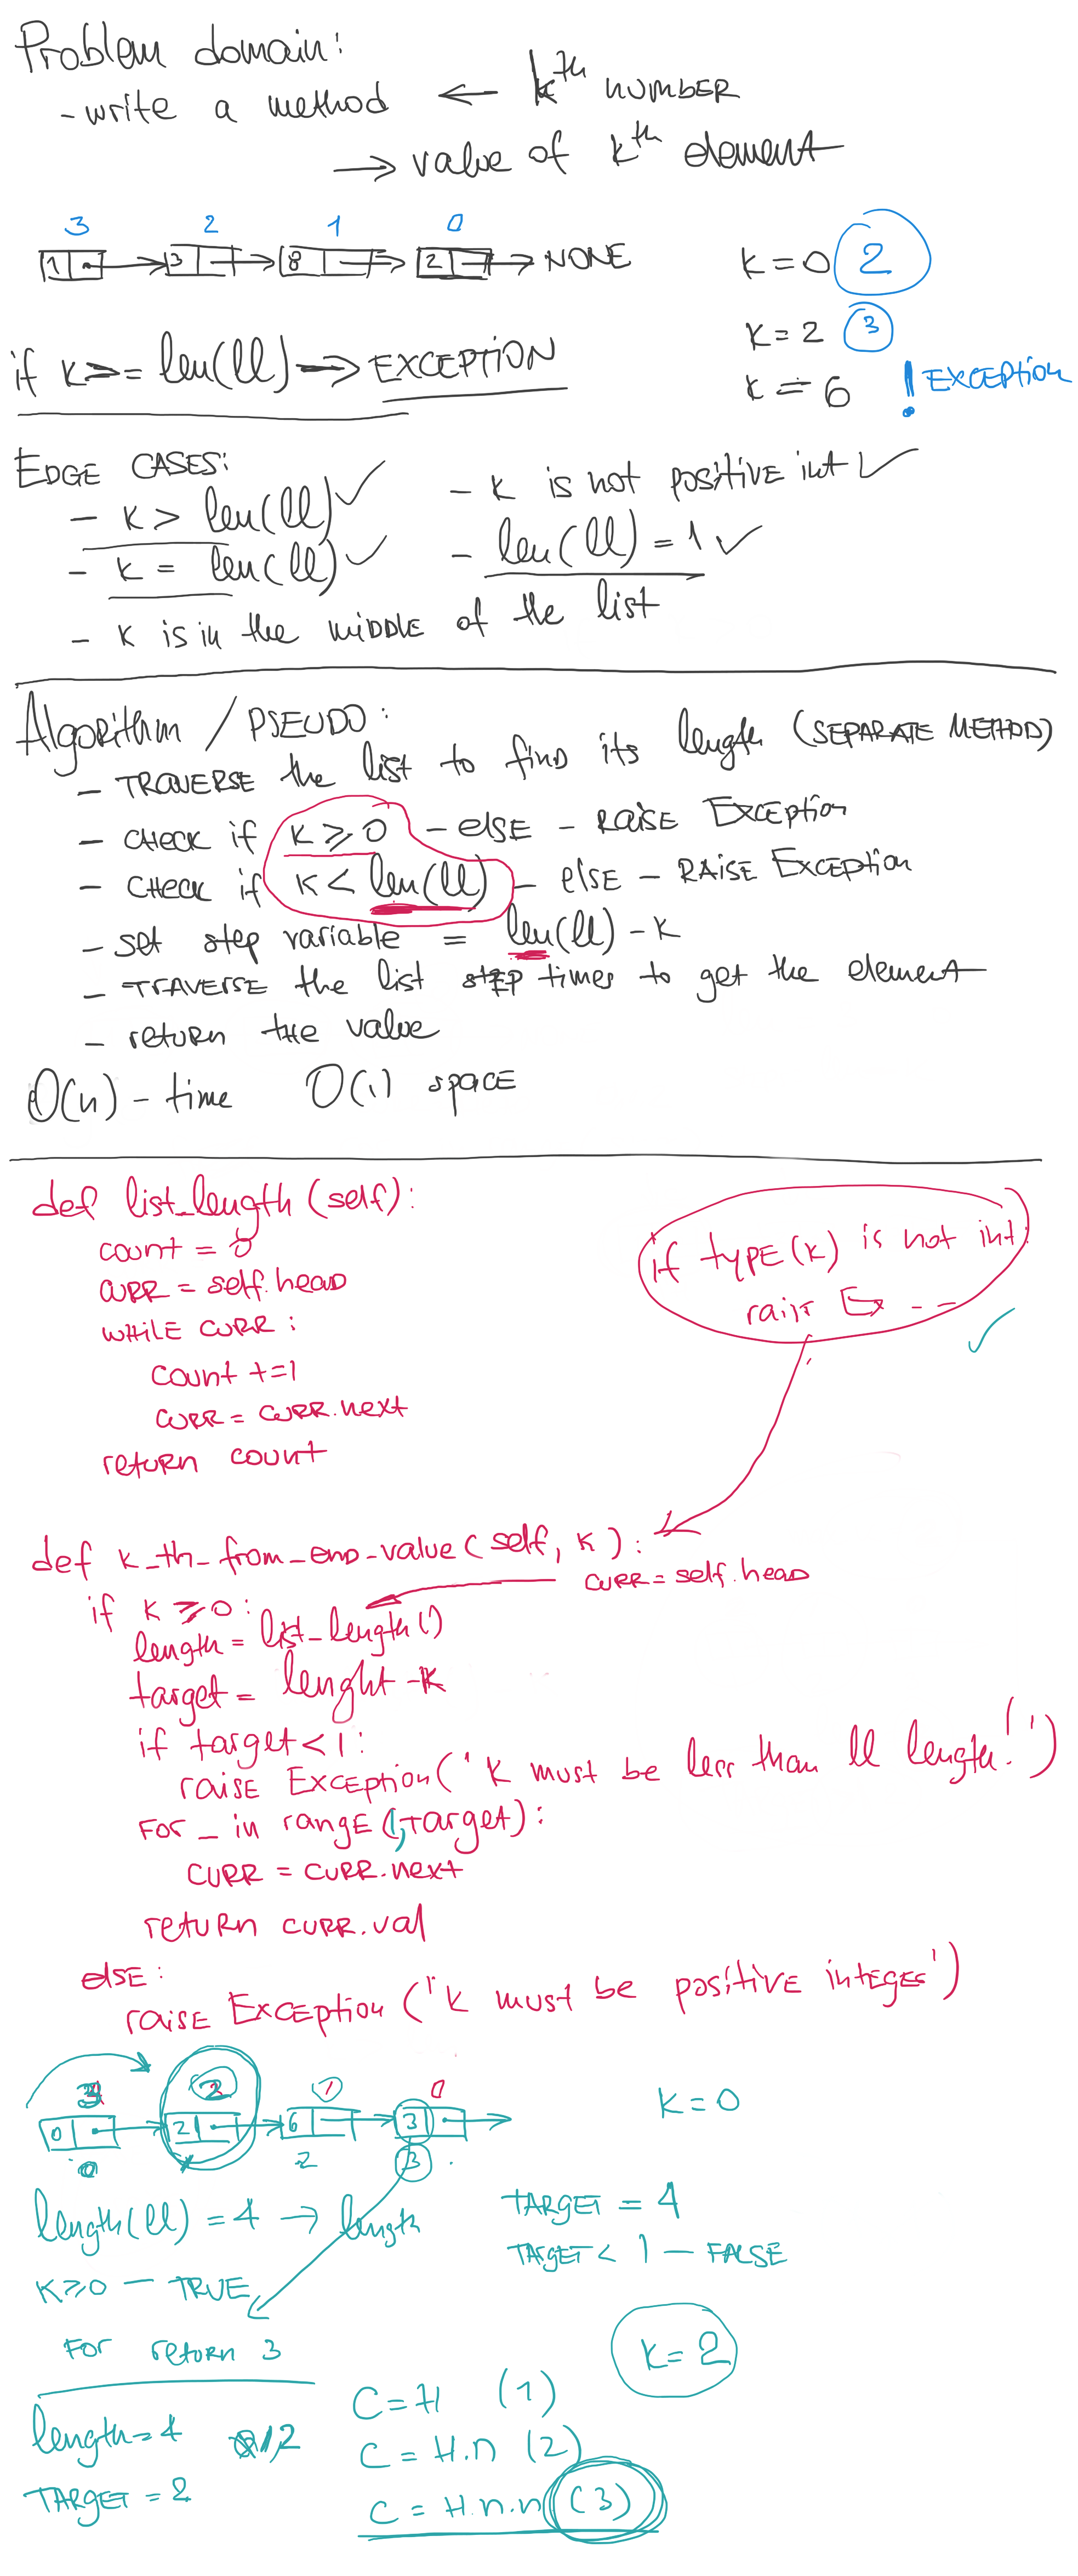 Problem domain:
- write a method ← kth number
→ value of kth element
3 2 1 0
1 → 3 → 8 → 2 → NONE
k = 0 2
k = 2 3
k = 6 ! Exception
if k >= len(ll) → EXCEPTION
EDGE CASES:
- k > len(ll) ✓
- k = len(ll) ✓
- k is in the middle of the list
- k is not positive int ✓
- len(ll) = 1 ✓
Algorithm / PSEUDO:
- TRAVERSE the list to find its length (SEPARATE METHOD)
- check if k ⩾ 0 - else - raise Exception
- check if k < len(ll) - else - raise Exception
- set step variable = len(ll) - k
- TRAVERSE the list step times to get the element
- return the value
O(n) - time O(1) space
def list_length (self):
count = 0
curr = self.head
while curr:
count += 1
curr = curr.next
return count
if type(k) is not int:
raise Ex - -
✓
def k_th_from_end_value (self, k):
curr = self.head
if k ⩾ 0:
length = list_length()
target = lenght - k
if target < 1:
raise Exception('k must be less than ll length!')
for _ in range (1, target):
curr = curr.next
return curr.val
else:
raise Exception ('k must be positive integer')
3 2 1 0
0 → 2 → 6 → 3 →
0 2 3
k = 0
length(ll) = 4 → length
TARGET = 4
k ⩾ 0 - TRUE
TARGET < 1 - FALSE
for return 3
k = 2
length = 4 1,2
TARGET = 2
C = H (1)
C = H.n (2)
C = H.n.n (3)